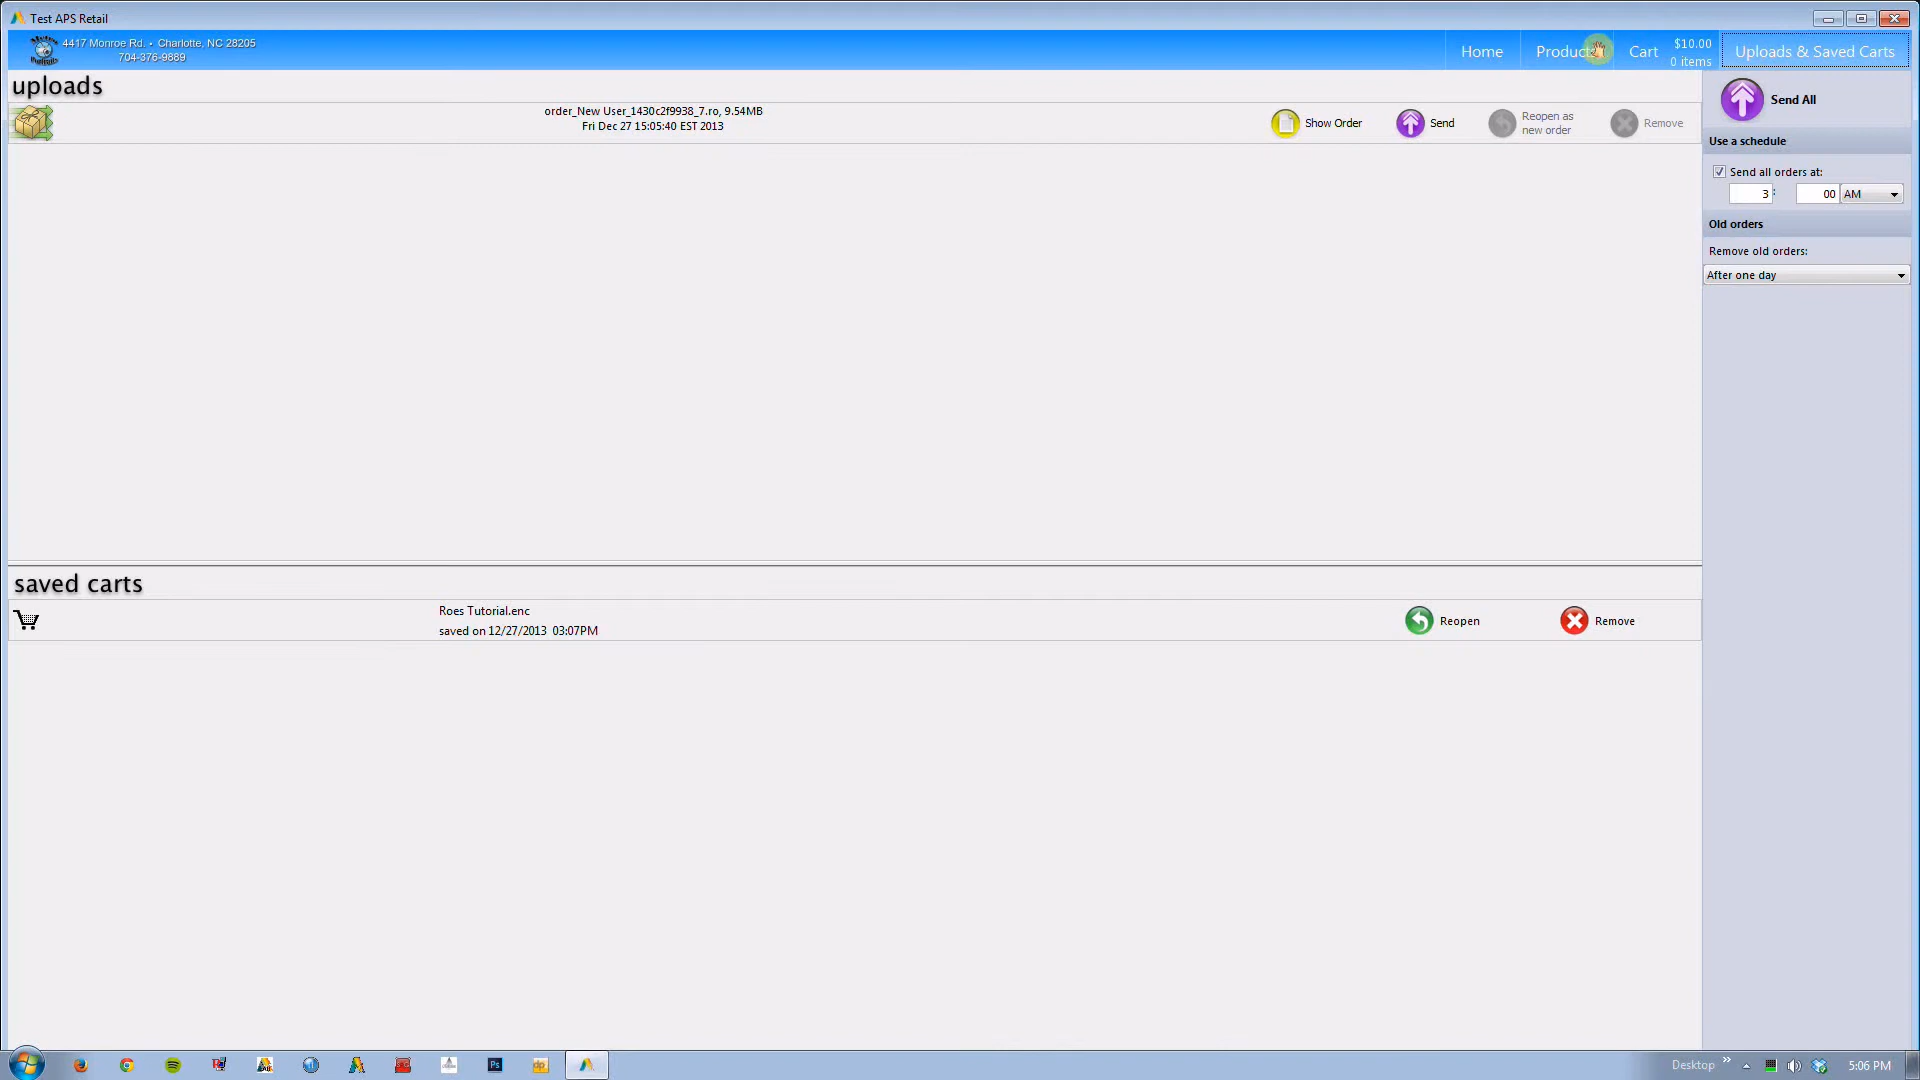 Test APS Retail
4417 Monroe Rd. • Charlotte, NC 28205
704-376-9889
Home
Product
Cart
$10.00
0 items
Uploads & Saved Carts
uploads
order_New User_1430c2f9938_7.ro, 9.54MB
Fri Dec 27 15:05:40 EST 2013
Show Order
Send
Reopen as
new order
Remove
Send All
Use a schedule
Send all orders at:
3 : 00 AM
Old orders
Remove old orders:
After one day
saved carts
Roes Tutorial.enc
saved on 12/27/2013 03:07PM
Reopen
Remove
Ps
dp
Desktop
5:06 PM